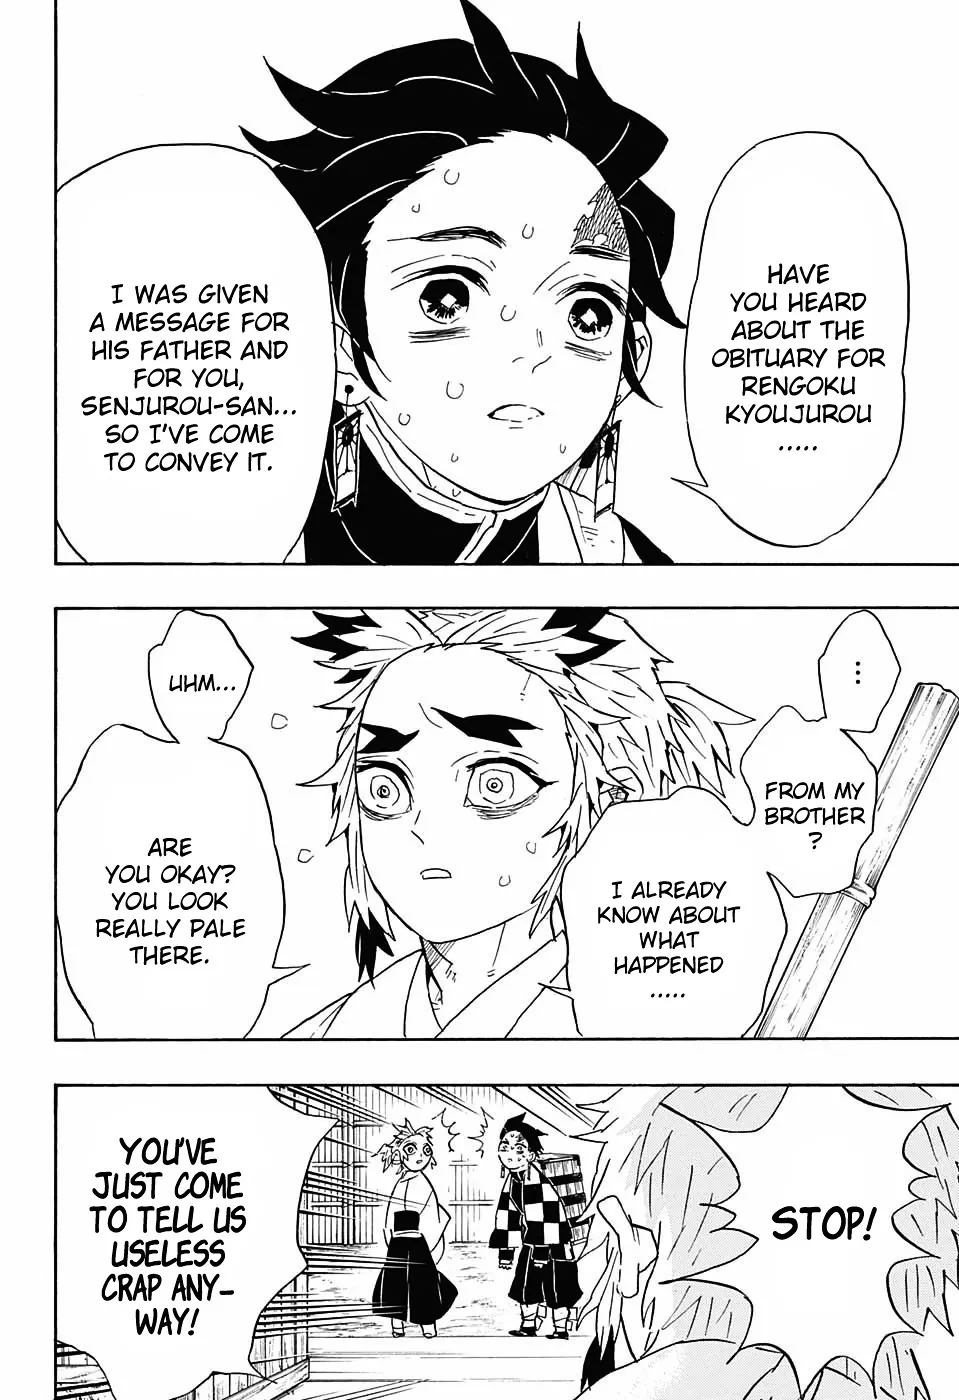 HAVE
YOU HEARD
ABOUT THE
OBITUARY FOR
RENGOKU
KYOUJUROU
.....
I WAS GIVEN
A MESSAGE FOR
HIS FATHER AND
FOR YOU,
SENJUROU-SAN...
SO I'VE COME
TO CONVEY IT.
...
FROM MY
BROTHER
?
I ALREADY
KNOW ABOUT
WHAT
HAPPENED
.....
UHM...
ARE
YOU OKAY?
YOU LOOK
REALLY PALE
THERE.
STOP!
YOU'VE
JUST COME
TO TELL US
USELESS
CRAP ANY-
WAY!